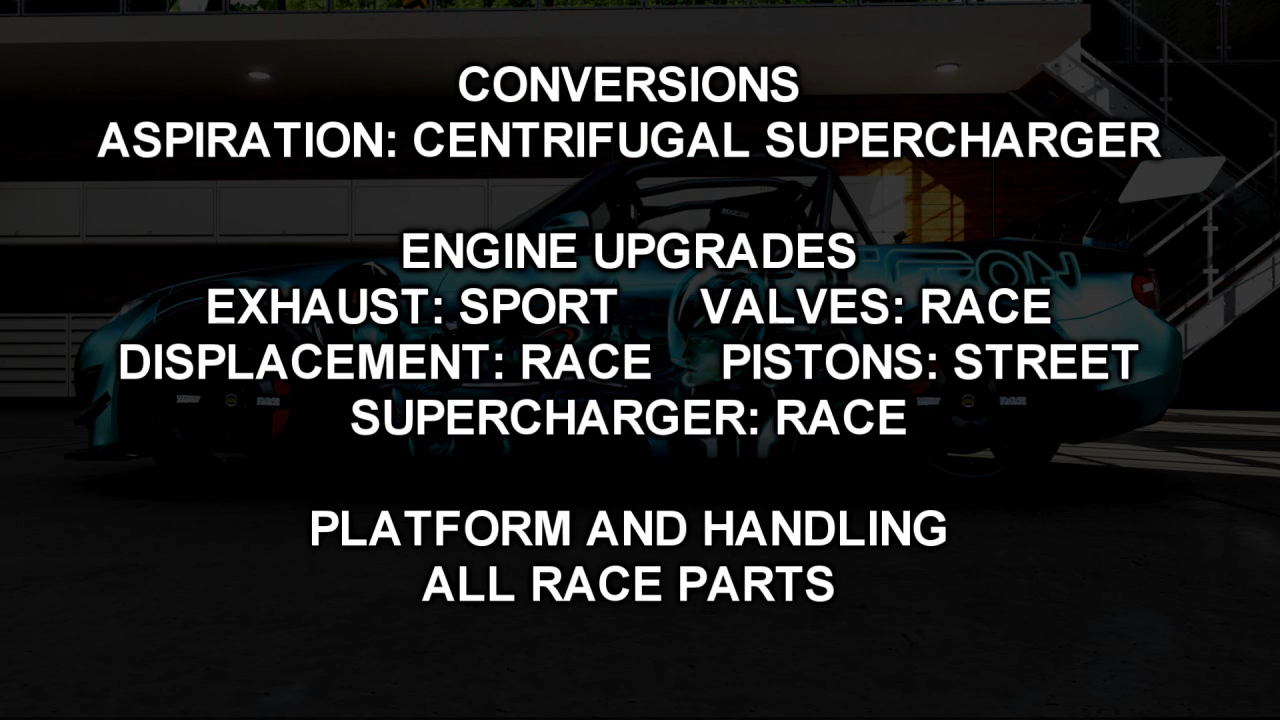 CONVERSIONS
ASPIRATION: CENTRIFUGAL SUPERCHARGER
ENGINE UPGRADES
EXHAUST: SPORT VALVES: RACE
DISPLACEMENT: RACE PISTONS: STREET
SUPERCHARGER: RACE
PLATFORM AND HANDLING
ALL RACE PARTS